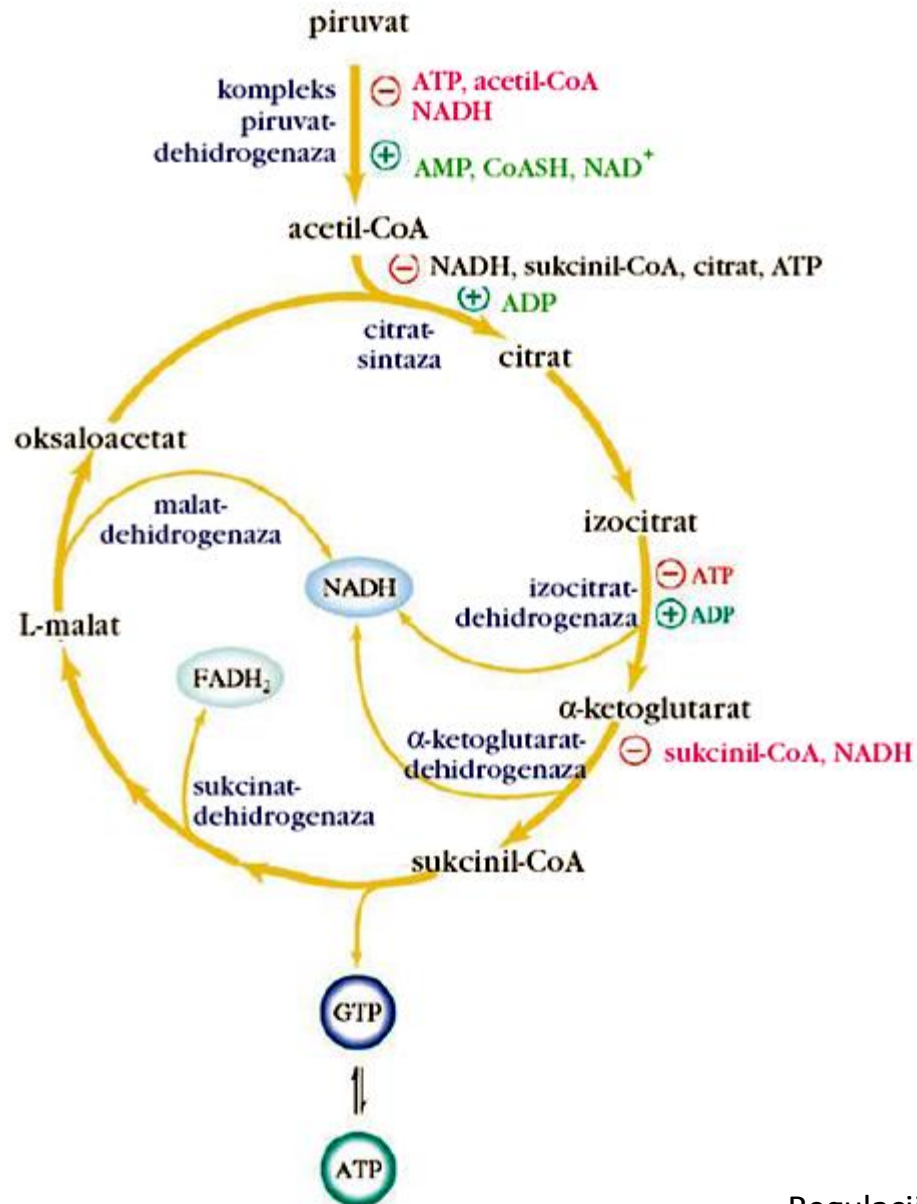 piruvat
kompleks
piruvat-
dehidrogenaza
⊖ ATP, acetil-CoA
NADH
⊕ AMP, CoASH, NAD⁺
acetil-CoA
⊖ NADH, sukcinil-CoA, citrat, ATP
⊕ ADP
citrat-
sintaza
citrat
oksaloacetat
malat-
dehidrogenaza
izocitrat
NADH
izocitrat-
dehidrogenaza
⊖ ATP
⊕ ADP
L-malat
FADH₂
α-ketoglutarat
α-ketoglutarat-
dehidrogenaza
⊖ sukcinil-CoA, NADH
sukcinat-
dehidrogenaza
sukcinil-CoA
GTP
ATP